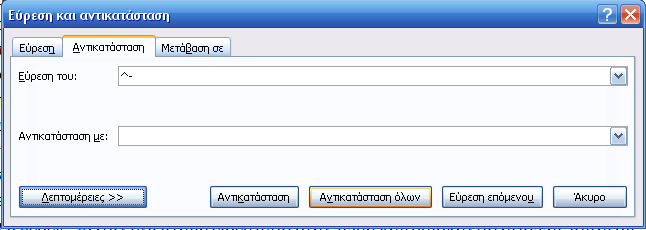 Εύρεση και αντικατάσταση
Εύρεση Αντικατάσταση Μετάβαση σε
Εύρεση του: ^-
Αντικατάσταση με:
Λεπτομέρειες >> Αντικατάσταση Αντικατάσταση όλων Εύρεση επόμενου Άκυρο